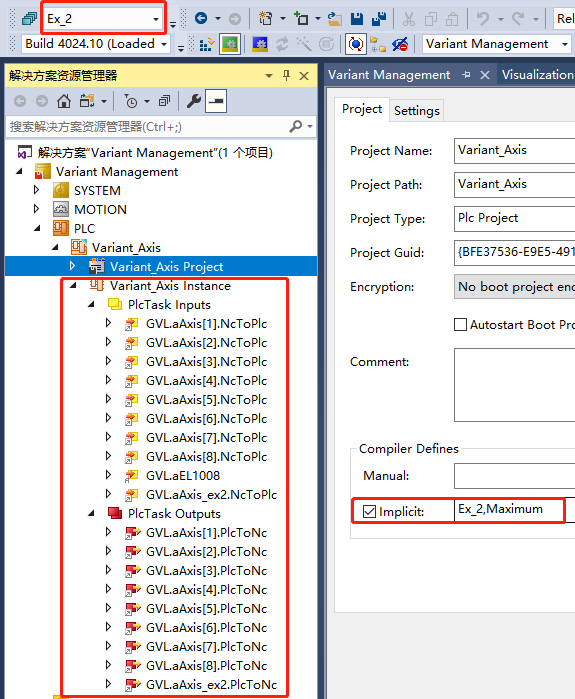 Ex_2
Rel
Build 4024.10 (Loaded
Variant Management
解决方案资源管理器
搜索解决方案资源管理器(Ctrl+;)
解决方案"Variant Management"(1 个项目)
Variant Management
SYSTEM
MOTION
PLC
Variant_Axis
Variant_Axis Project
Variant_Axis Instance
PlcTask Inputs
GVL.aAxis[1].NcToPlc
GVL.aAxis[2].NcToPlc
GVL.aAxis[3].NcToPlc
GVL.aAxis[4].NcToPlc
GVL.aAxis[5].NcToPlc
GVL.aAxis[6].NcToPlc
GVL.aAxis[7].NcToPlc
GVL.aAxis[8].NcToPlc
GVL.aEL1008
GVL.aAxis_ex2.NcToPlc
PlcTask Outputs
GVL.aAxis[1].PlcToNc
GVL.aAxis[2].PlcToNc
GVL.aAxis[3].PlcToNc
GVL.aAxis[4].PlcToNc
GVL.aAxis[5].PlcToNc
GVL.aAxis[6].PlcToNc
GVL.aAxis[7].PlcToNc
GVL.aAxis[8].PlcToNc
GVL.aAxis_ex2.PlcToNc
Variant Management
Visualization
Project
Settings
Project Name:
Variant_Axis
Project Path:
Variant_Axis
Project Type:
Plc Project
Project Guid:
{BFE37536-E9E5-491
Encryption:
No boot project enc
Autostart Boot Pro
Comment:
Compiler Defines
Manual:
Implicit:
Ex_2,Maximum